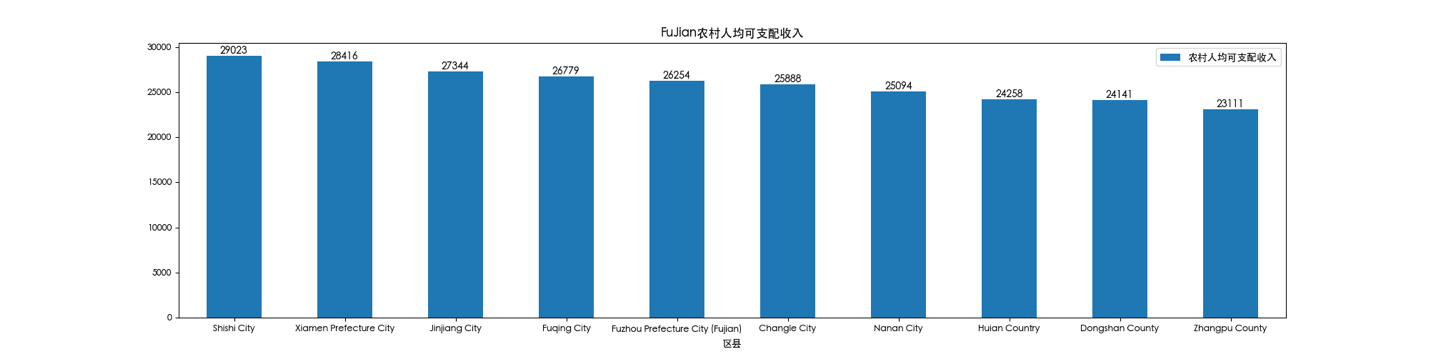 FuJian农村人均可支配收入
农村人均可支配收入
30000
25000
20000
15000
10000
5000
0
29023
28416
27344
26779
26254
25888
25094
24258
24141
23111
Shishi City
Xiamen Prefecture City
Jinjiang City
Fuqing City
Fuzhou Prefecture City (Fujian)
Changle City
Nanan City
Huian Country
Dongshan County
Zhangpu County
区县